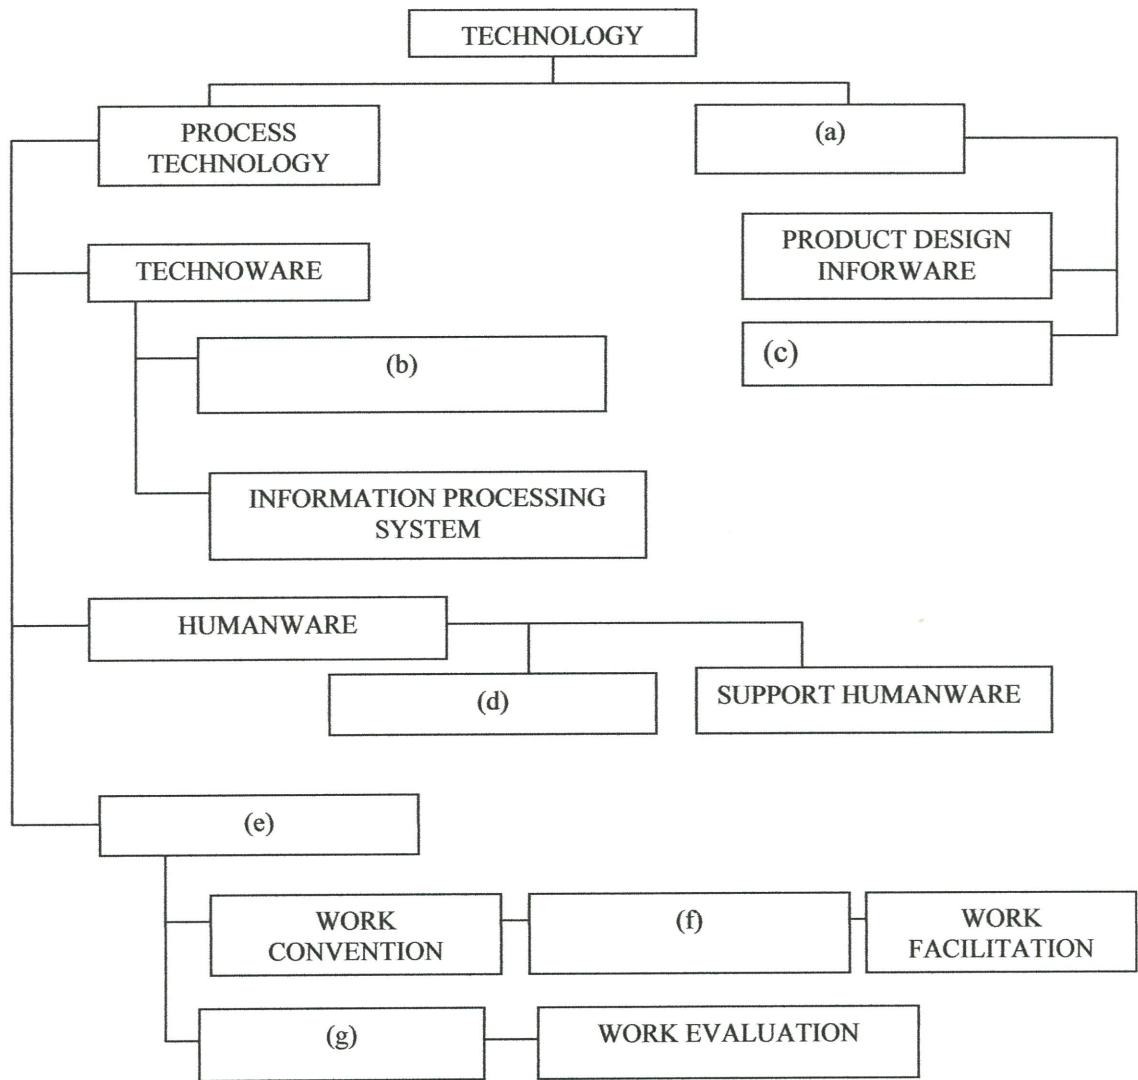 TECHNOLOGY
PROCESS
TECHNOLOGY
(a)
PRODUCT DESIGN
INFORWARE
TECHNOWARE
(b)
(c)
INFORMATION PROCESSING
SYSTEM
HUMANWARE
(d)
SUPPORT HUMANWARE
(e)
WORK
CONVENTION
(f)
WORK
FACILITATION
(g)
WORK EVALUATION